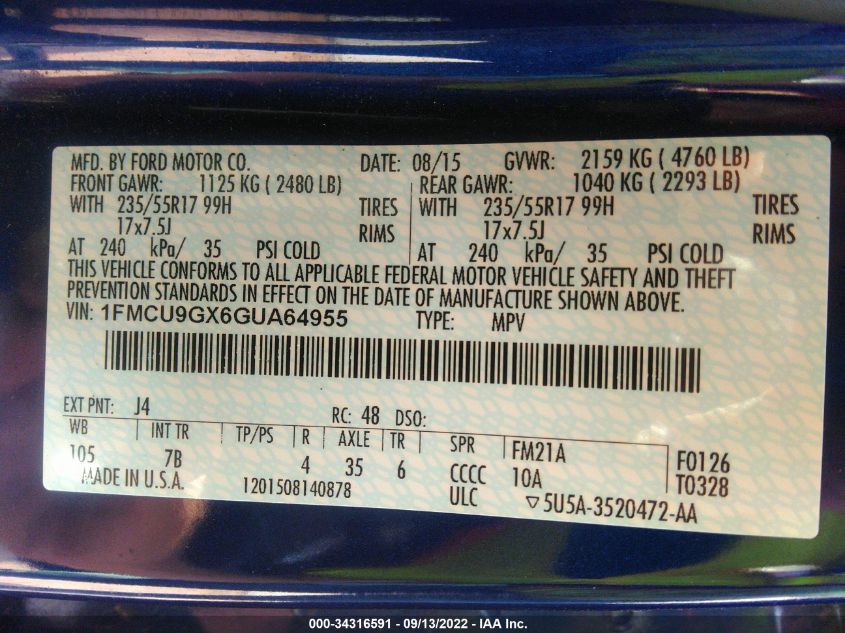 MFD. BY FORD MOTOR CO. DATE: 08/15 GVWR: 2159 KG ( 4760 LB)
FRONT GAWR: 1125 KG ( 2480 LB) REAR GAWR: 1040 KG ( 2293 LB)
WITH 235/55R17 99H TIRES WITH 235/55R17 99H TIRES
17x7.5J RIMS 17x7.5J RIMS
AT 240 kPa/ 35 PSI COLD AT 240 kPa/ 35 PSI COLD
THIS VEHICLE CONFORMS TO ALL APPLICABLE FEDERAL MOTOR VEHICLE SAFETY AND THEFT
PREVENTION STANDARDS IN EFFECT ON THE DATE OF MANUFACTURE SHOWN ABOVE.
VIN: 1FMCU9GX6GUA64955 TYPE: MPV
EXT PNT: J4 RC: 48 DSO:
WB INT TR TP/PS R AXLE TR SPR FM21A F0126
105 7B 4 35 6 CCCC 10A T0328
MADE IN U.S.A. 1201508140878 ULC ▽5U5A-3520472-AA
000-34316591 - 09/13/2022 - IAA Inc.